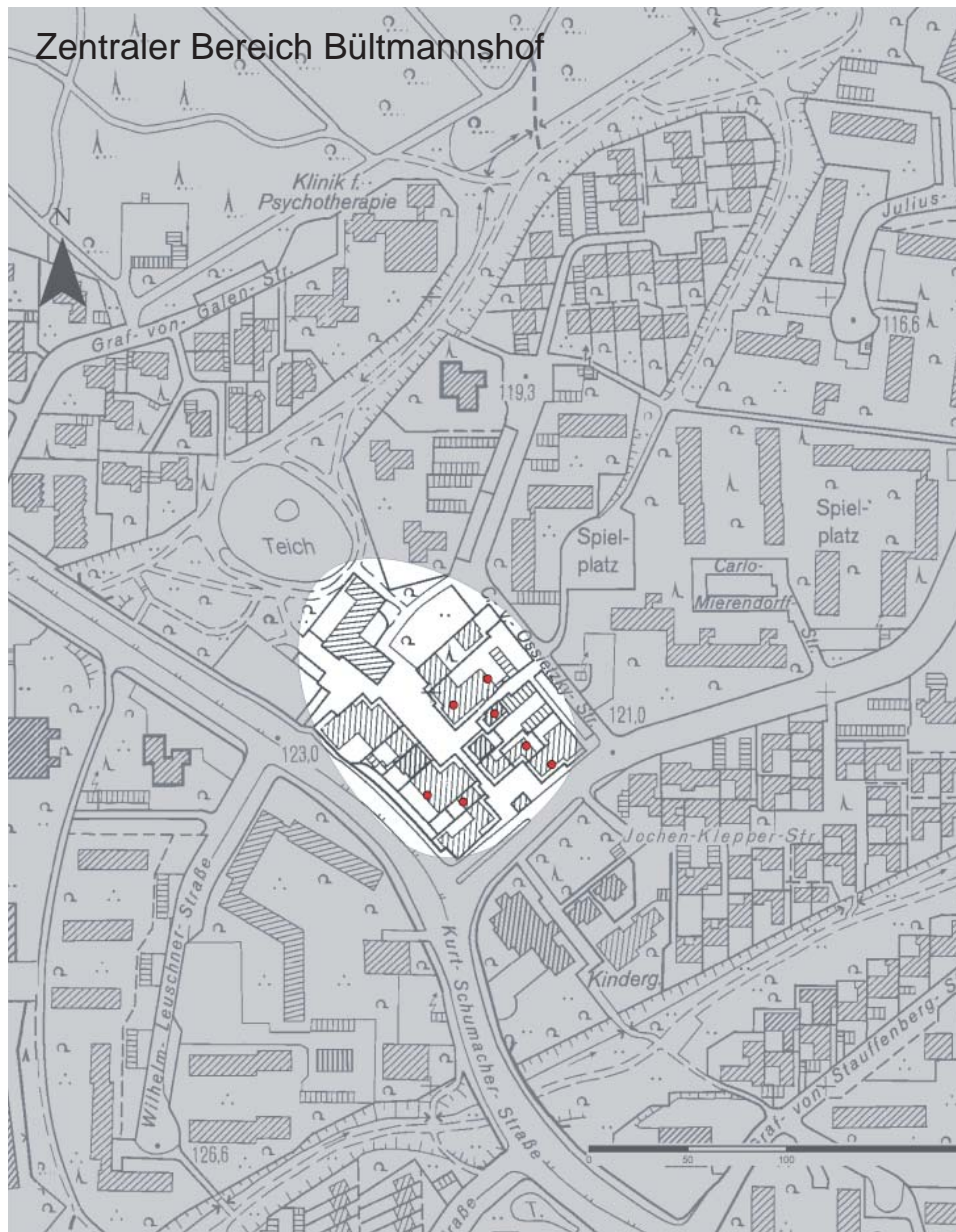 Zentraler Bereich Bültmannshof
Klinik f.
Psychotherapie
N
Julius-
Graf- von- Galen- Str.
116,6
119,3
Teich
Spiel-
platz
Spiel-
platz
Carlo-
Mierendorff-
Str.
C.- v.- Ossietzky- Str.
121,0
123,0
Jochen-Klepper-Str.
Wilhelm- Leuschner- Straße
Kurt- Schumacher- Straße
Kinderg.
Graf- von- Stauffenberg- S
126,6
0
50
100